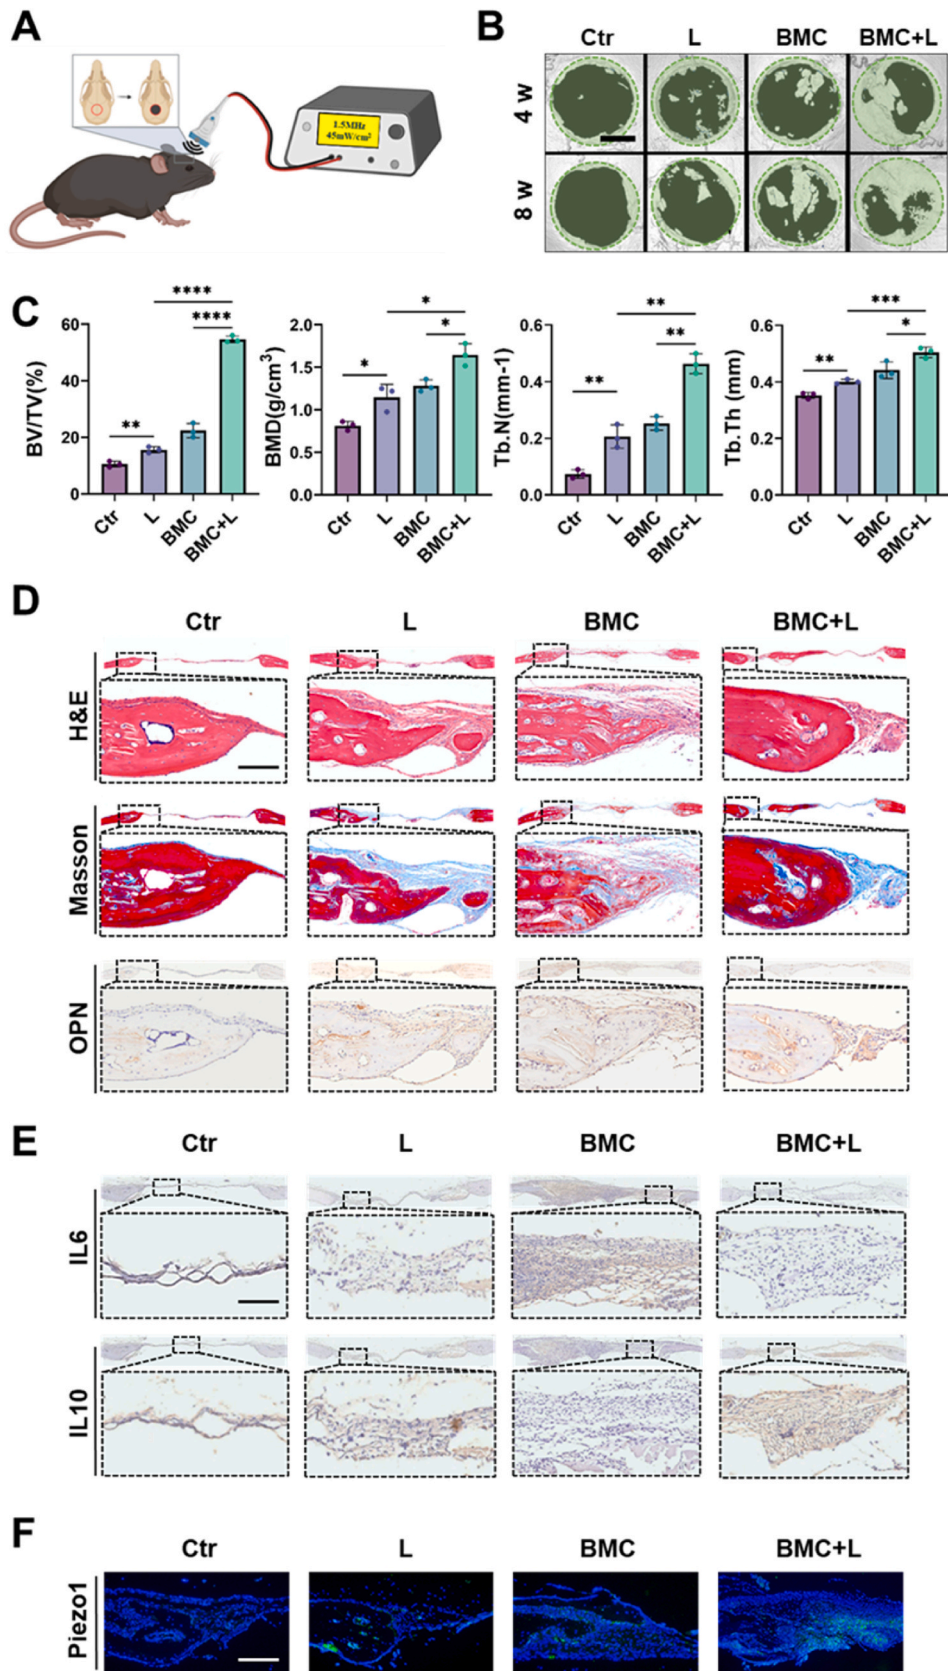 A
1.5MHz
45mW/cm²
B
Ctr L BMC BMC+L
4 w
8 w
C
BV/TV(%)
60
40
20
0
** **** ****
Ctr L BMC BMC+L
BMD(g/cm³)
2.0
1.5
1.0
0.5
0.0
* * *
Ctr L BMC BMC+L
Tb.N(mm-1)
0.6
0.4
0.2
0.0
** ** **
Ctr L BMC BMC+L
Tb.Th (mm)
0.6
0.4
0.2
0.0
** *** *
Ctr L BMC BMC+L
D
Ctr L BMC BMC+L
H&E
Masson
OPN
E
Ctr L BMC BMC+L
IL6
IL10
F
Ctr L BMC BMC+L
Piezo1